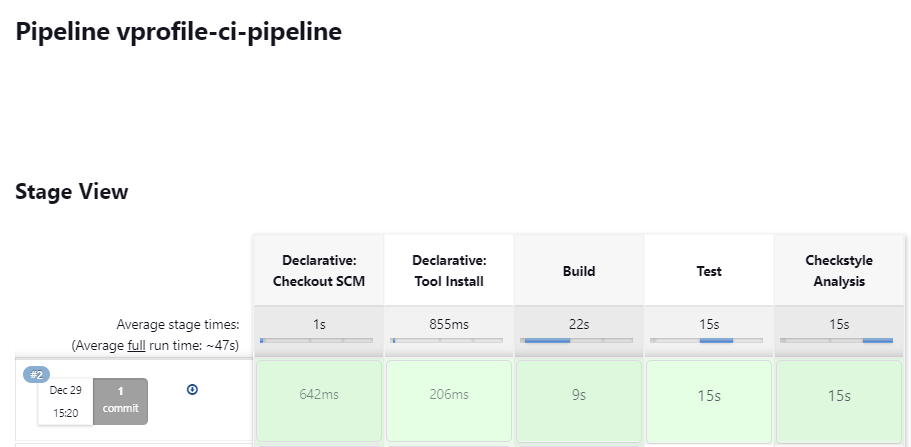 Pipeline vprofile-ci-pipeline
Stage View
Declarative:
Checkout SCM
Declarative:
Tool Install
Build
Test
Checkstyle
Analysis
Average stage times:
(Average full run time: ~47s)
1s
855ms
22s
15s
15s
#2
Dec 29
15:20
1
commit
642ms
206ms
9s
15s
15s